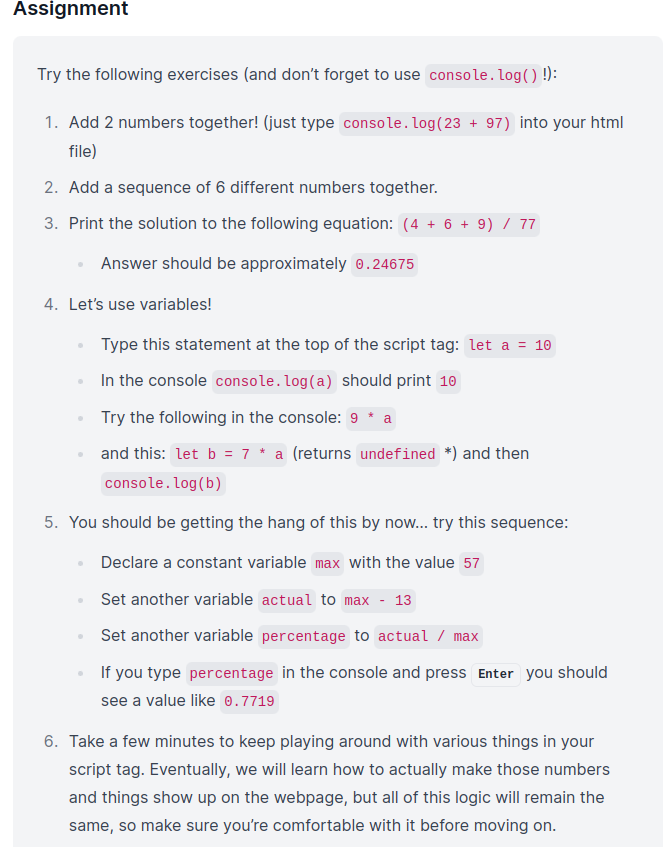 Assignment
Try the following exercises (and don’t forget to use console.log() !):
1. Add 2 numbers together! (just type console.log(23 + 97) into your html
file)
2. Add a sequence of 6 different numbers together.
3. Print the solution to the following equation: (4 + 6 + 9) / 77
Answer should be approximately 0.24675
4. Let’s use variables!
Type this statement at the top of the script tag: let a = 10
In the console console.log(a) should print 10
Try the following in the console: 9 * a
and this: let b = 7 * a (returns undefined *) and then
console.log(b)
5. You should be getting the hang of this by now… try this sequence:
Declare a constant variable max with the value 57
Set another variable actual to max - 13
Set another variable percentage to actual / max
If you type percentage in the console and press Enter you should
see a value like 0.7719
6. Take a few minutes to keep playing around with various things in your
script tag. Eventually, we will learn how to actually make those numbers
and things show up on the webpage, but all of this logic will remain the
same, so make sure you’re comfortable with it before moving on.